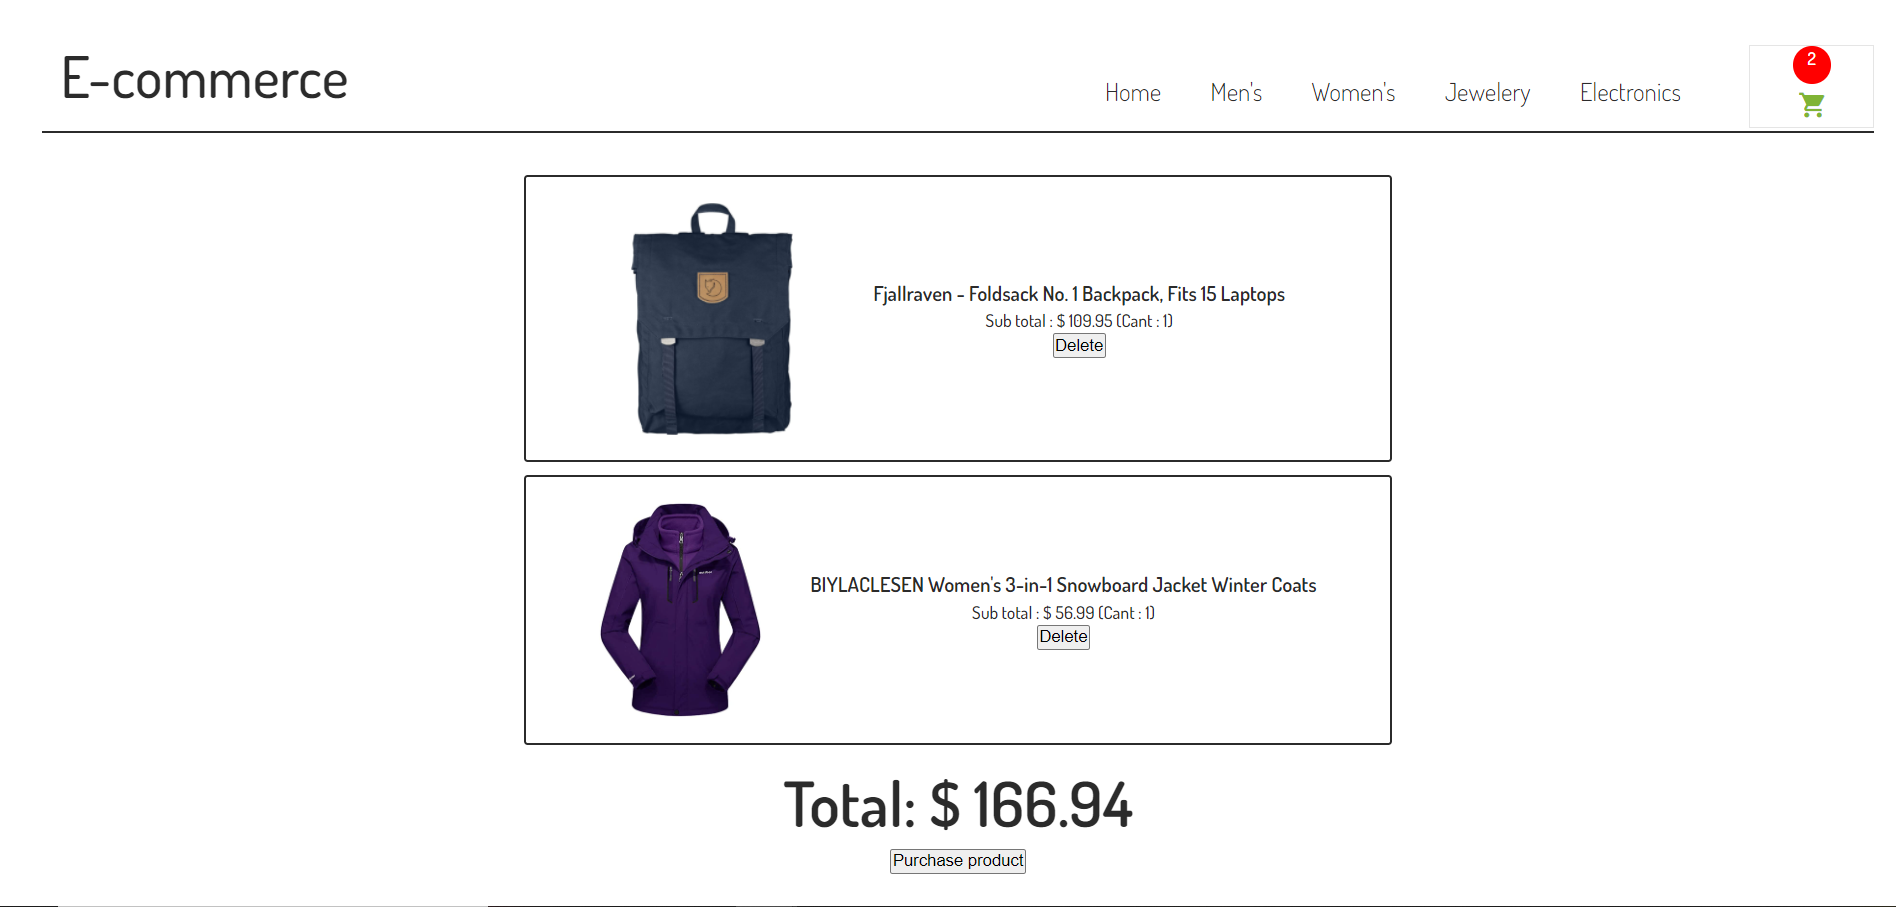 E-commerce
Home Men's Women's Jewelery Electronics
2
Fjallraven - Foldsack No. 1 Backpack, Fits 15 Laptops
Sub total : $ 109.95 (Cant : 1)
Delete
BIYLACLESEN Women's 3-in-1 Snowboard Jacket Winter Coats
Sub total : $ 56.99 (Cant : 1)
Delete
Total: $ 166.94
Purchase product